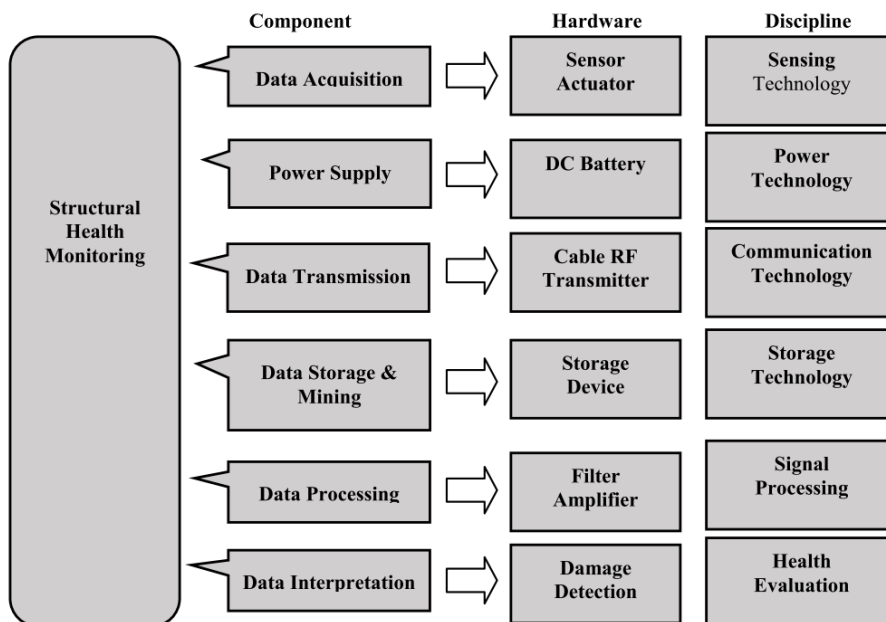 Component
Hardware
Discipline
Structural
Health
Monitoring
Data Acquisition
Sensor
Actuator
Sensing
Technology
Power Supply
DC Battery
Power
Technology
Data Transmission
Cable RF
Transmitter
Communication
Technology
Data Storage &
Mining
Storage
Device
Storage
Technology
Data Processing
Filter
Amplifier
Signal
Processing
Data Interpretation
Damage
Detection
Health
Evaluation